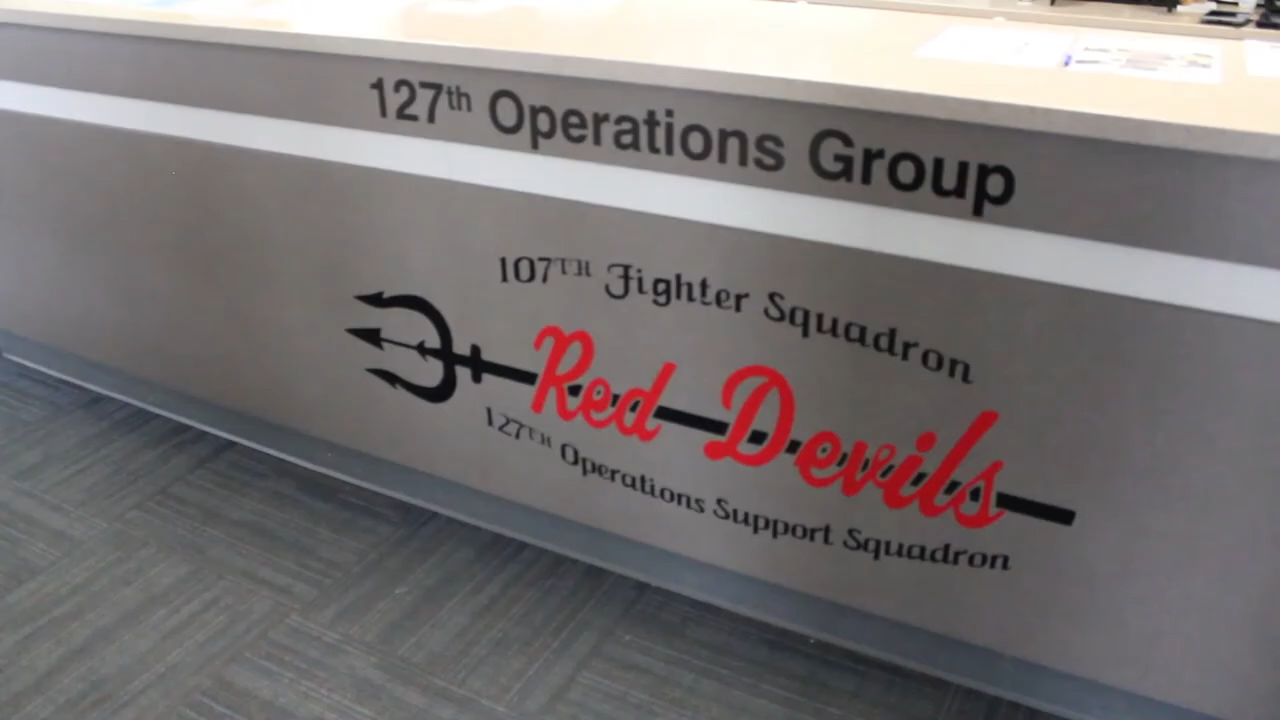 127th Operations Group
107TH Fighter Squadron
Red Devils
127TH Operations Support Squadron